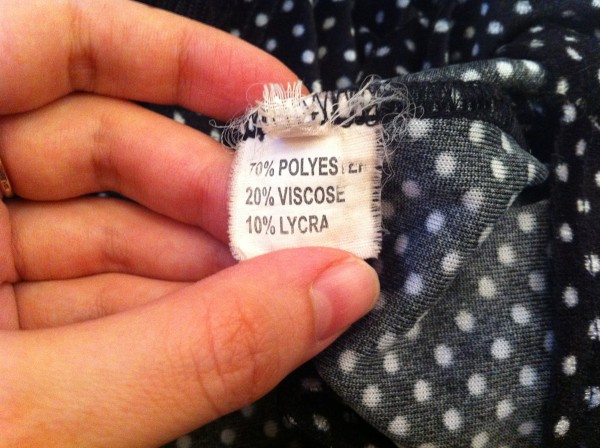 70% POLYESTER
20% VISCOSE
10% LYCRA